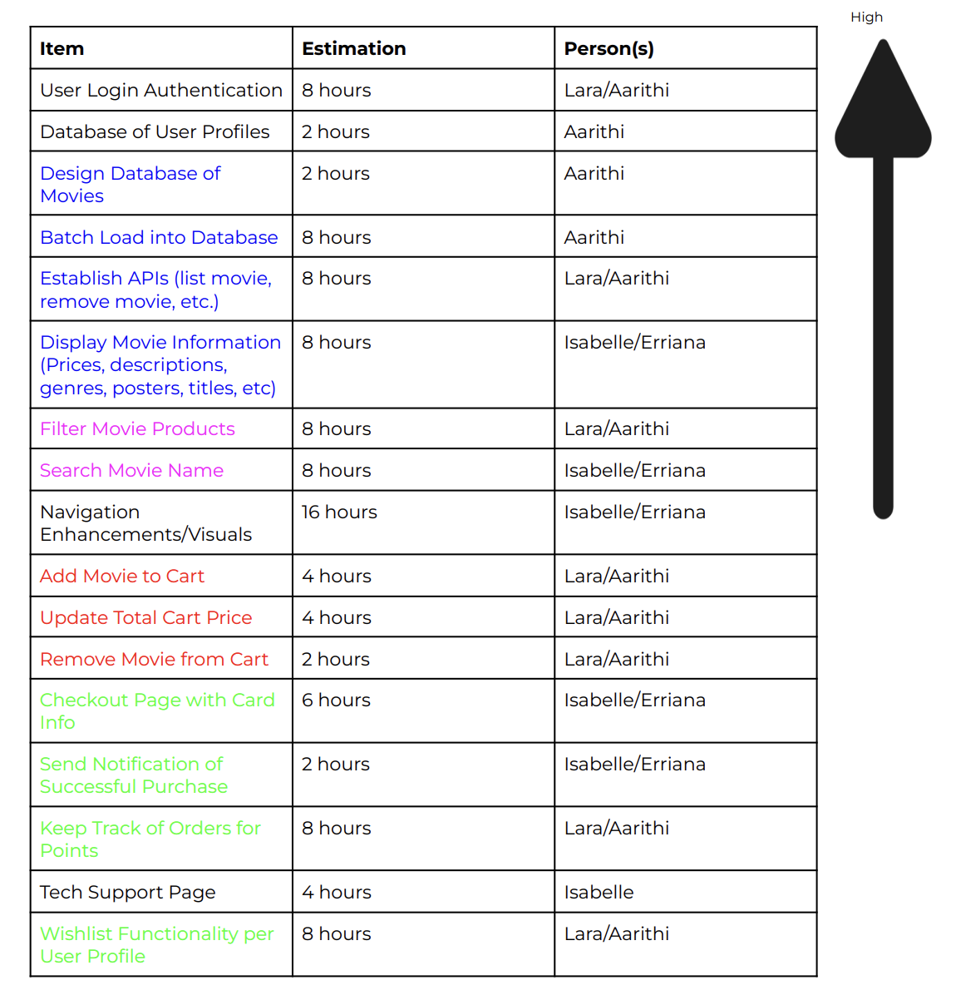 High
Item Estimation Person(s)
User Login Authentication 8 hours Lara/Aarithi
Database of User Profiles 2 hours Aarithi
Design Database of 2 hours Aarithi
Movies
Batch Load into Database 8 hours Aarithi
Establish APIs (list movie, 8 hours Lara/Aarithi
remove movie, etc.)
Display Movie Information 8 hours Isabelle/Erriana
(Prices, descriptions,
genres, posters, titles, etc)
Filter Movie Products 8 hours Lara/Aarithi
Search Movie Name 8 hours Isabelle/Erriana
Navigation 16 hours Isabelle/Erriana
Enhancements/Visuals
Add Movie to Cart 4 hours Lara/Aarithi
Update Total Cart Price 4 hours Lara/Aarithi
Remove Movie from Cart 2 hours Lara/Aarithi
Checkout Page with Card 6 hours Isabelle/Erriana
Info
Send Notification of 2 hours Isabelle/Erriana
Successful Purchase
Keep Track of Orders for 8 hours Lara/Aarithi
Points
Tech Support Page 4 hours Isabelle
Wishlist Functionality per 8 hours Lara/Aarithi
User Profile